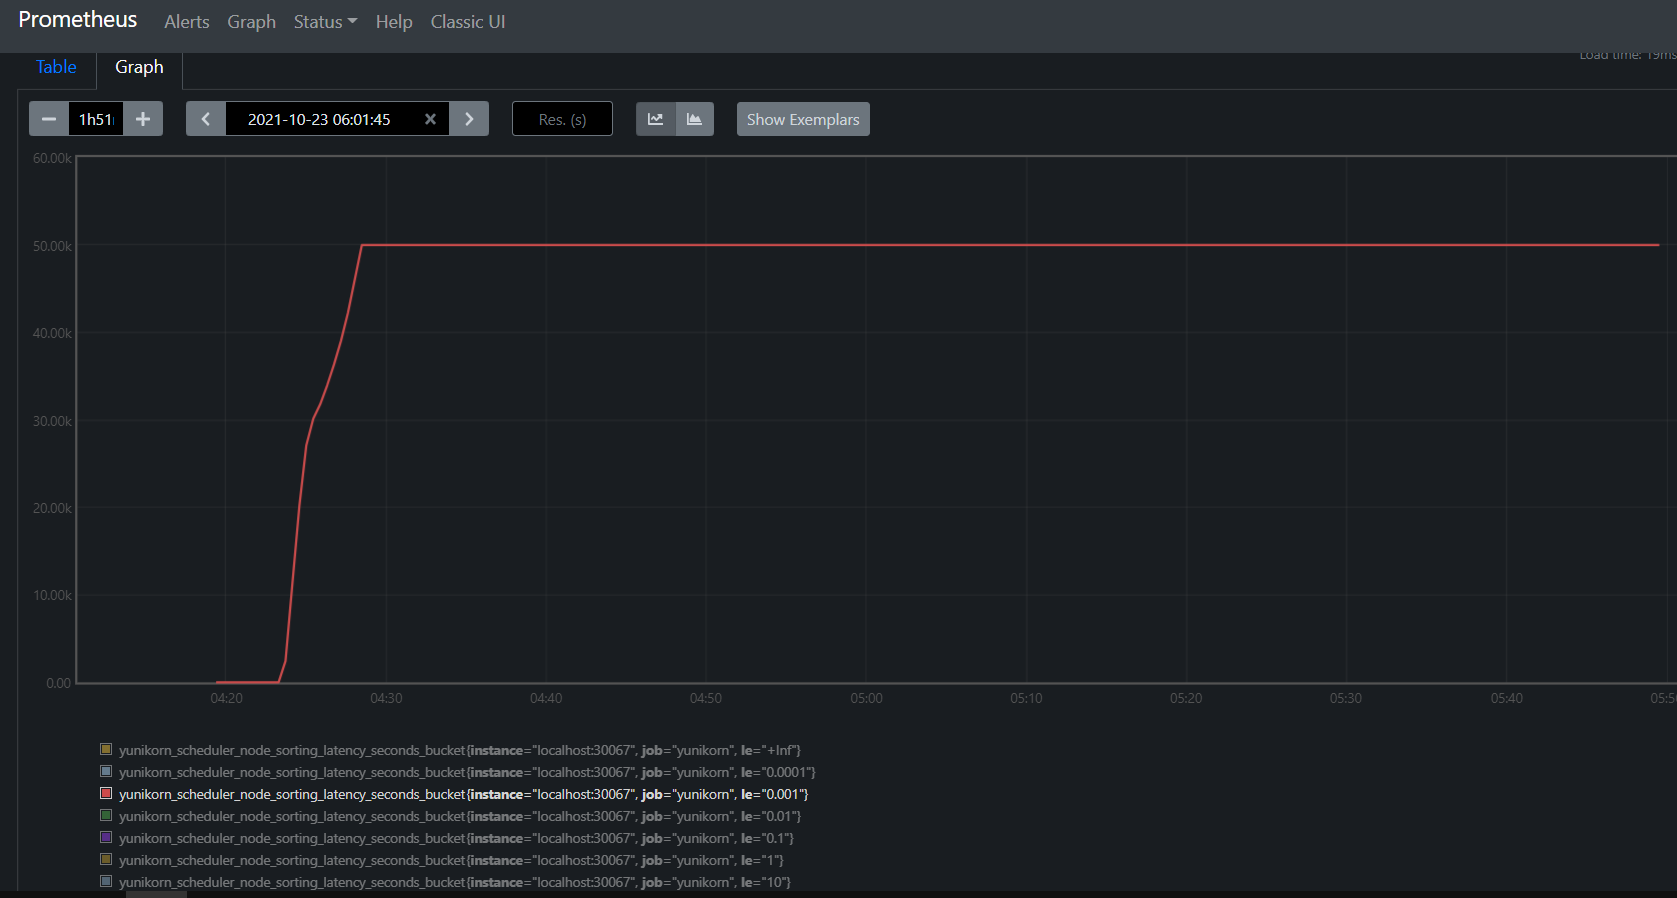 Prometheus Alerts Graph Status Help Classic UI
Load time: 19ms
Table Graph
1h51 2021-10-23 06:01:45 Res. (s) Show Exemplars
60.00k
50.00k
40.00k
30.00k
20.00k
10.00k
0.00
04:20 04:30 04:40 04:50 05:00 05:10 05:20 05:30 05:40 05:5
yunikorn_scheduler_node_sorting_latency_seconds_bucket{instance="localhost:30067", job="yunikorn", le="+Inf"}
yunikorn_scheduler_node_sorting_latency_seconds_bucket{instance="localhost:30067", job="yunikorn", le="0.0001"}
yunikorn_scheduler_node_sorting_latency_seconds_bucket{instance="localhost:30067", job="yunikorn", le="0.001"}
yunikorn_scheduler_node_sorting_latency_seconds_bucket{instance="localhost:30067", job="yunikorn", le="0.01"}
yunikorn_scheduler_node_sorting_latency_seconds_bucket{instance="localhost:30067", job="yunikorn", le="0.1"}
yunikorn_scheduler_node_sorting_latency_seconds_bucket{instance="localhost:30067", job="yunikorn", le="1"}
yunikorn_scheduler_node_sorting_latency_seconds_bucket{instance="localhost:30067", job="yunikorn", le="10"}